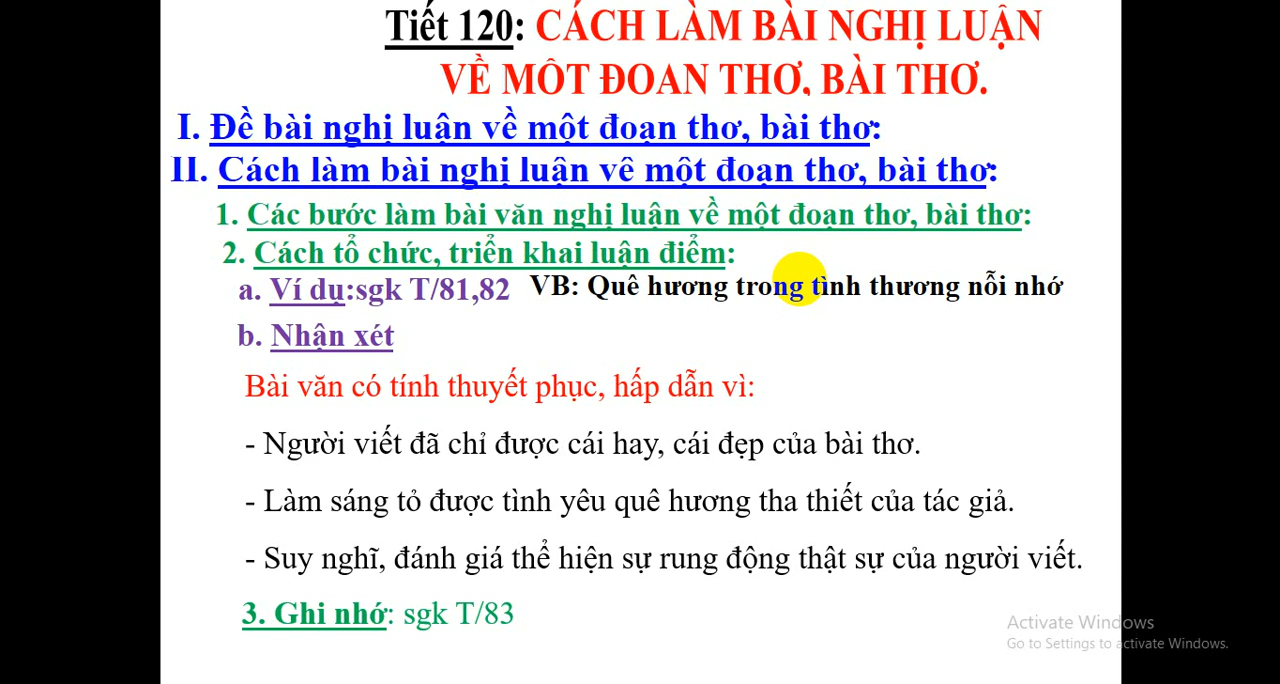 Tiết 120: CÁCH LÀM BÀI NGHỊ LUẬN
VỀ MỘT ĐOẠN THƠ, BÀI THƠ.
I. Đề bài nghị luận về một đoạn thơ, bài thơ:
II. Cách làm bài nghị luận vê một đoạn thơ, bài thơ:
1. Các bước làm bài văn nghị luận về một đoạn thơ, bài thơ:
2. Cách tổ chức, triển khai luận điểm:
a. Ví dụ:sgk T/81,82 VB: Quê hương trong tình thương nỗi nhớ
b. Nhận xét
Bài văn có tính thuyết phục, hấp dẫn vì:
- Người viết đã chỉ được cái hay, cái đẹp của bài thơ.
- Làm sáng tỏ được tình yêu quê hương tha thiết của tác giả.
- Suy nghĩ, đánh giá thể hiện sự rung động thật sự của người viết.
3. Ghi nhớ: sgk T/83
Activate Windows
Go to Settings to activate Windows.